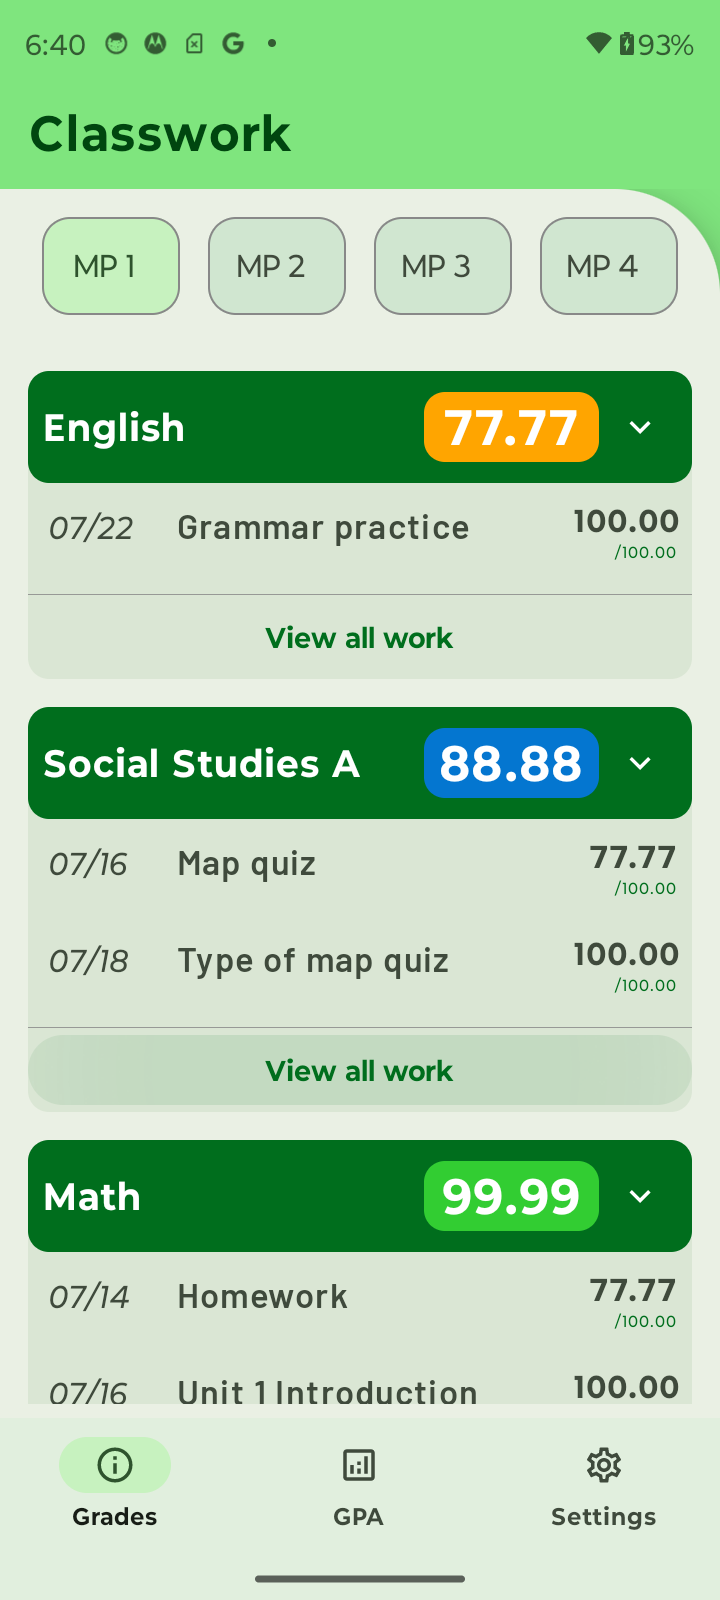 6:40 93%
Classwork
MP 1 MP 2 MP 3 MP 4
English 77.77
07/22 Grammar practice 100.00
/100.00
View all work
Social Studies A 88.88
07/16 Map quiz 77.77
/100.00
07/18 Type of map quiz 100.00
/100.00
View all work
Math 99.99
07/14 Homework 77.77
/100.00
07/16 Unit 1 Introduction 100.00
Grades GPA Settings